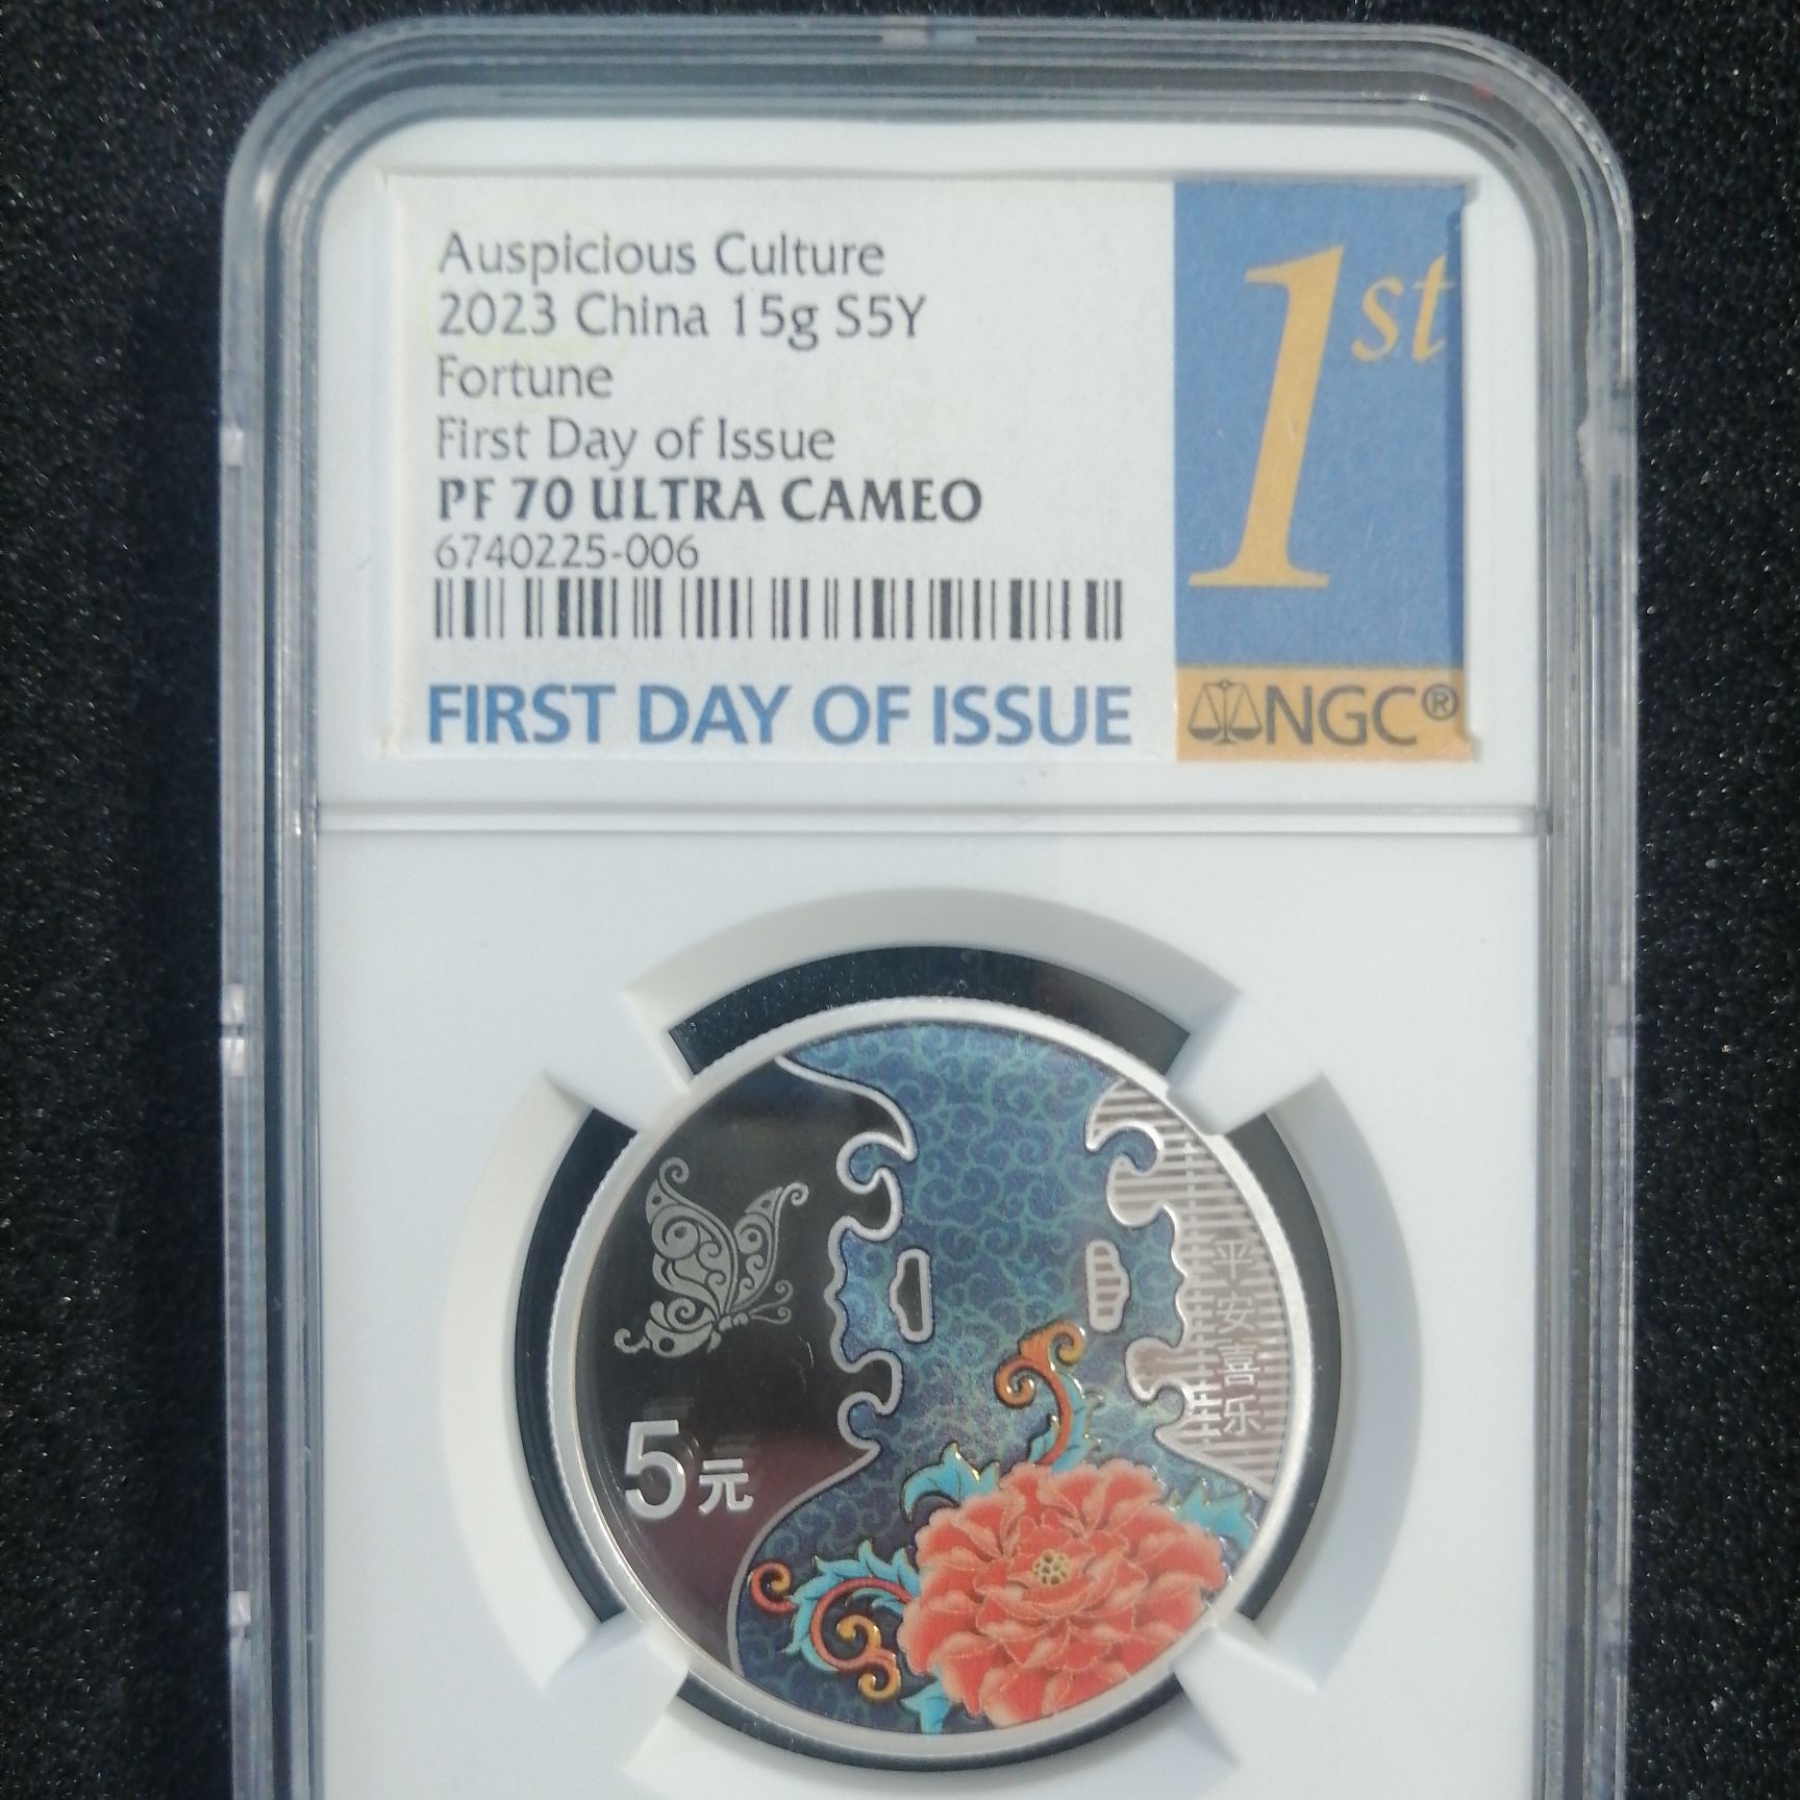 Auspicious Culture
2023 China 15g S5Y
Fortune
First Day of Issue
PF 70 ULTRA CAMEO
6740225-006
FIRST DAY OF ISSUE
1st
NGC®
平安喜乐
5元